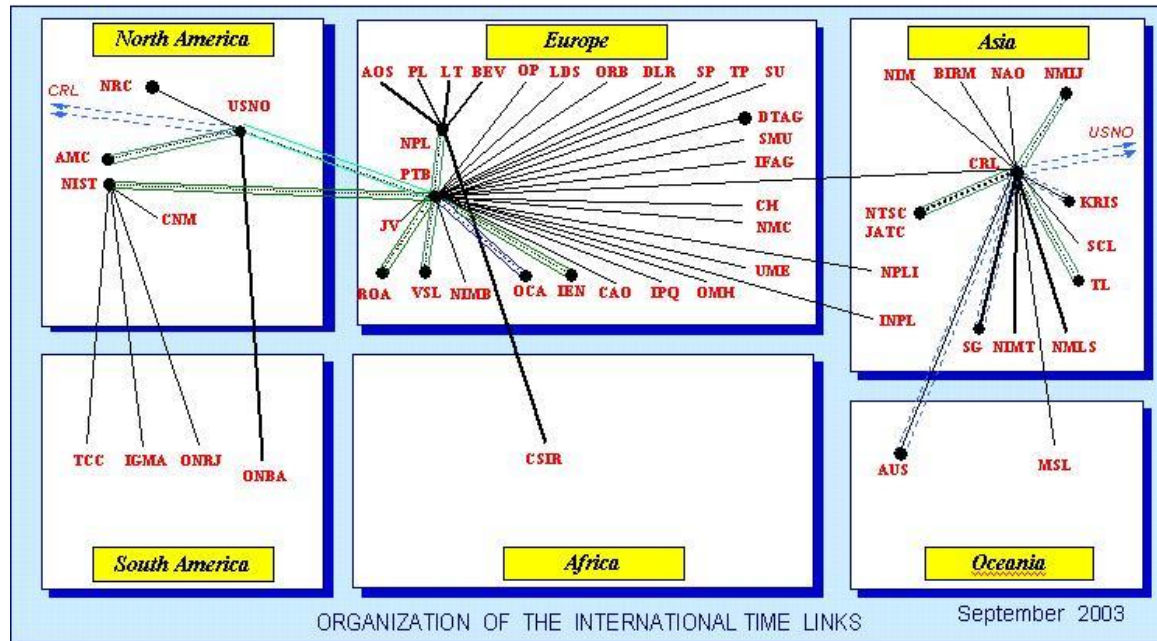 North America
Europe
Asia
NRC
CRL
USNO
AMC
NIST
CNM
AOS PL LT BEV OP LDS ORB DLR SP TP SU
NPL
DTAG
SMU
IFAG
PTB
CH
JV
NMC
UME
NPLI
ROA VSL NIMB OCA IEN CAO IPQ OMH
INPL
NIM BIRM NAO NMIJ
USNO
CRL
KRIS
NTSC
JATC
SCL
TL
SG NIMT NMLS
TCC IGMA ONRJ ONBA
CSIR
AUS MSL
South America
Africa
Oceania
ORGANIZATION OF THE INTERNATIONAL TIME LINKS
September 2003